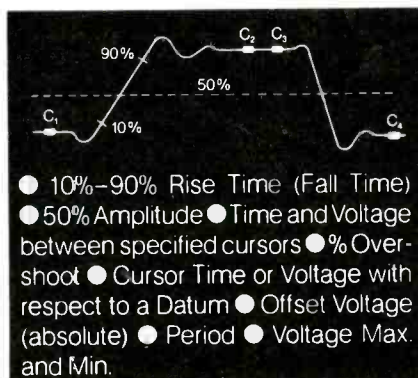 90%
C₂ C₃
50%
C₁
10%
C₄
● 10%–90% Rise Time (Fall Time)
● 50% Amplitude ● Time and Voltage
between specified cursors ● % Over-
shoot ● Cursor Time or Voltage with
respect to a Datum ● Offset Voltage
(absolute) ● Period ● Voltage Max.
and Min.